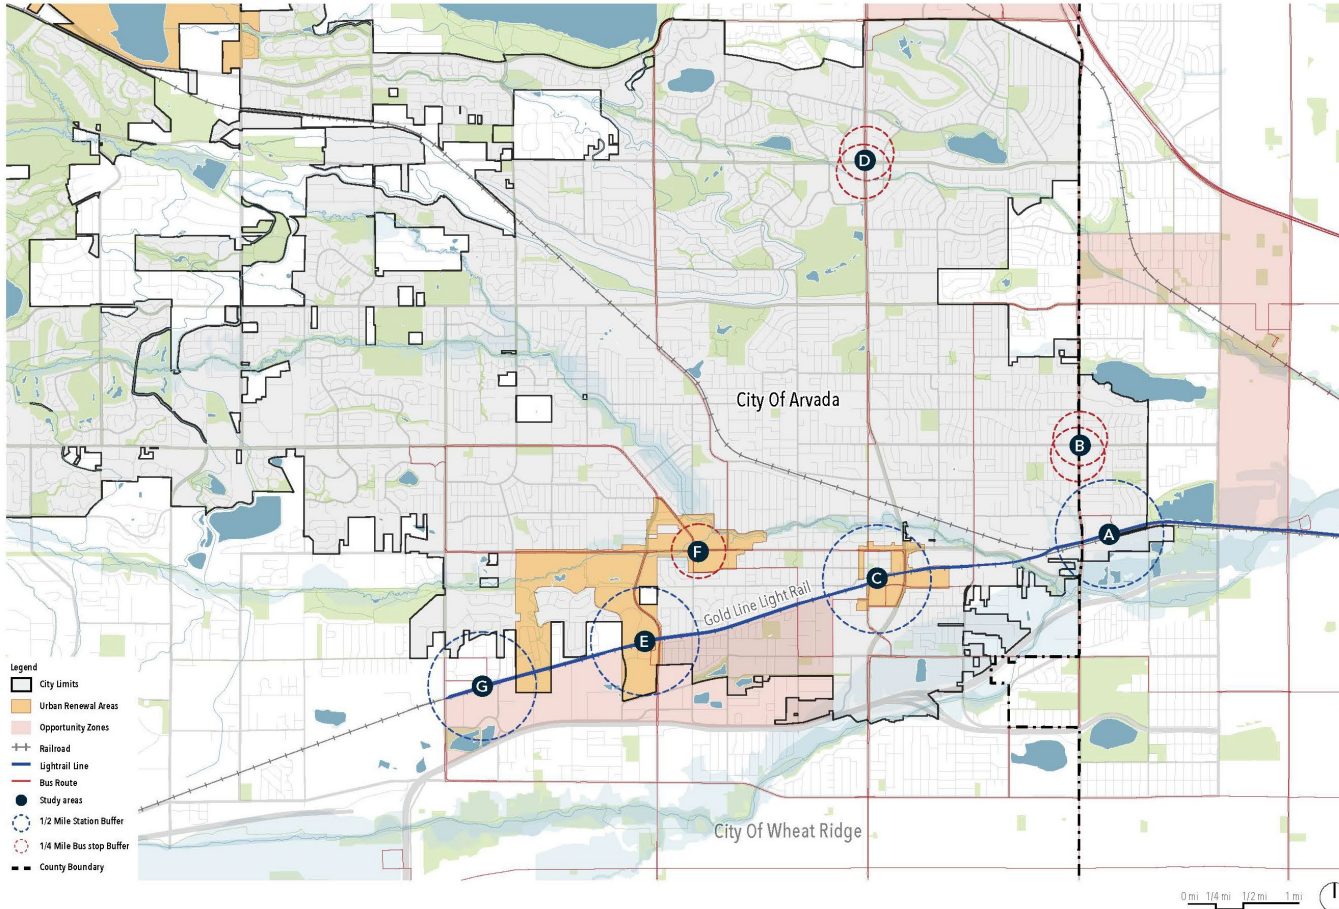 D
City Of Arvada
B
A
F
C
Gold Line Light Rail
E
G
Legend
City Limits
Urban Renewal Areas
Opportunity Zones
Railroad
Lightrail Line
Bus Route
Study areas
1/2 Mile Station Buffer
1/4 Mile Bus stop Buffer
County Boundary
City Of Wheat Ridge
0 mi 1/4 mi 1/2 mi 1 mi